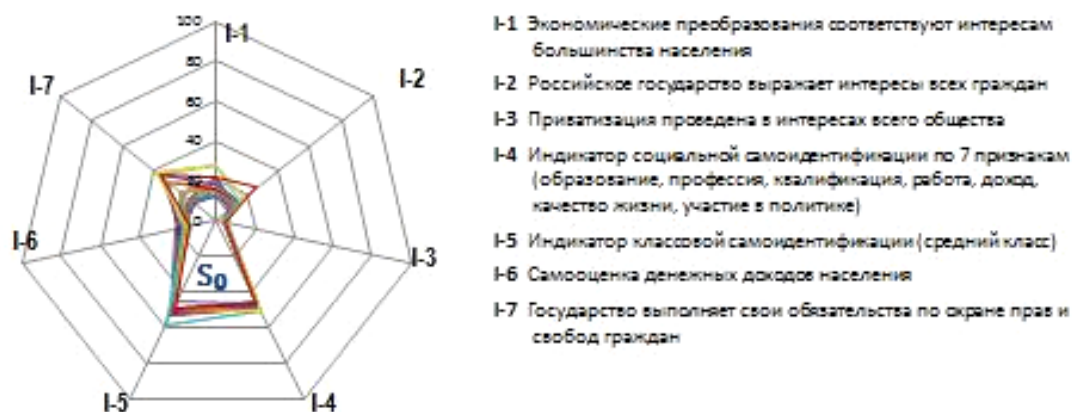 100
I-1
80
I-7
I-2
60
40
20
0
I-6
I-3
S₀
I-5
I-4
I-1 Экономические преобразования соответствуют интересам
большинства населения
I-2 Российское государство выражает интересы всех граждан
I-3 Приватизация проведена в интересах всего общества
I-4 Индикатор социальной самоидентификации по 7 признакам
(образование, профессия, квалификация, работа, доход,
качество жизни, участие в политике)
I-5 Индикатор классовой самоидентификации (средний класс)
I-6 Самооценка денежных доходов населения
I-7 Государство выполняет свои обязательства по охране прав и
свобод граждан